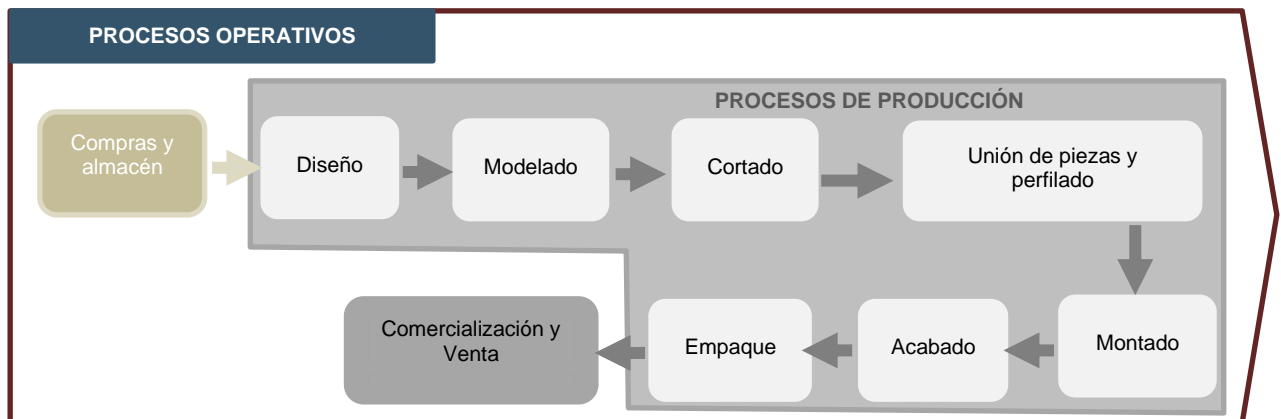 PROCESOS OPERATIVOS
PROCESOS DE PRODUCCIÓN
Compras y
almacén
Diseño
Modelado
Cortado
Unión de piezas y
perfilado
Montado
Acabado
Empaque
Comercialización y
Venta